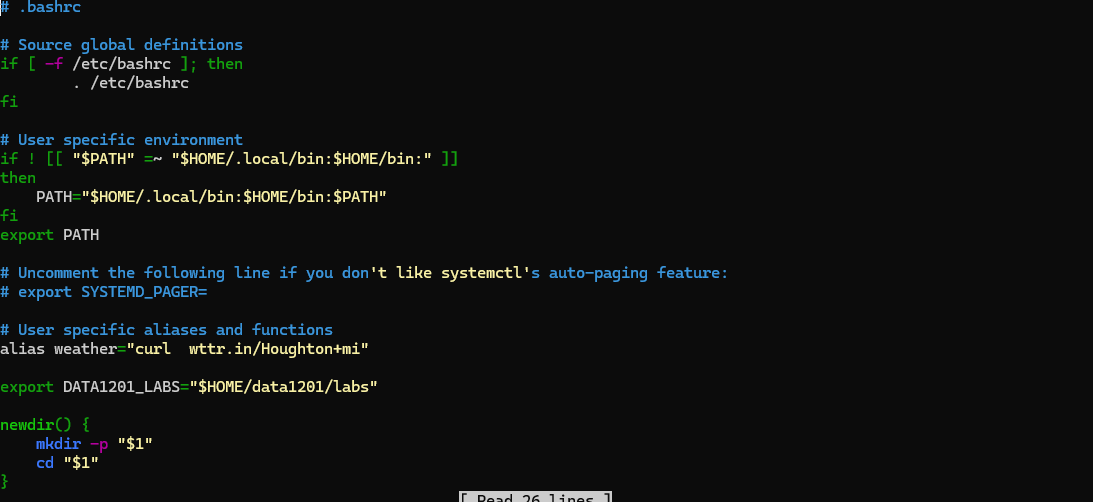 # .bashrc
# Source global definitions
if [ -f /etc/bashrc ]; then
        . /etc/bashrc
fi
# User specific environment
if ! [[ "$PATH" =~ "$HOME/.local/bin:$HOME/bin:" ]]
then
    PATH="$HOME/.local/bin:$HOME/bin:$PATH"
fi
export PATH
# Uncomment the following line if you don't like systemctl's auto-paging feature:
# export SYSTEMD_PAGER=
# User specific aliases and functions
alias weather="curl  wttr.in/Houghton+mi"
export DATA1201_LABS="$HOME/data1201/labs"
newdir() {
    mkdir -p "$1"
    cd "$1"
}
[ Read 26 lines ]